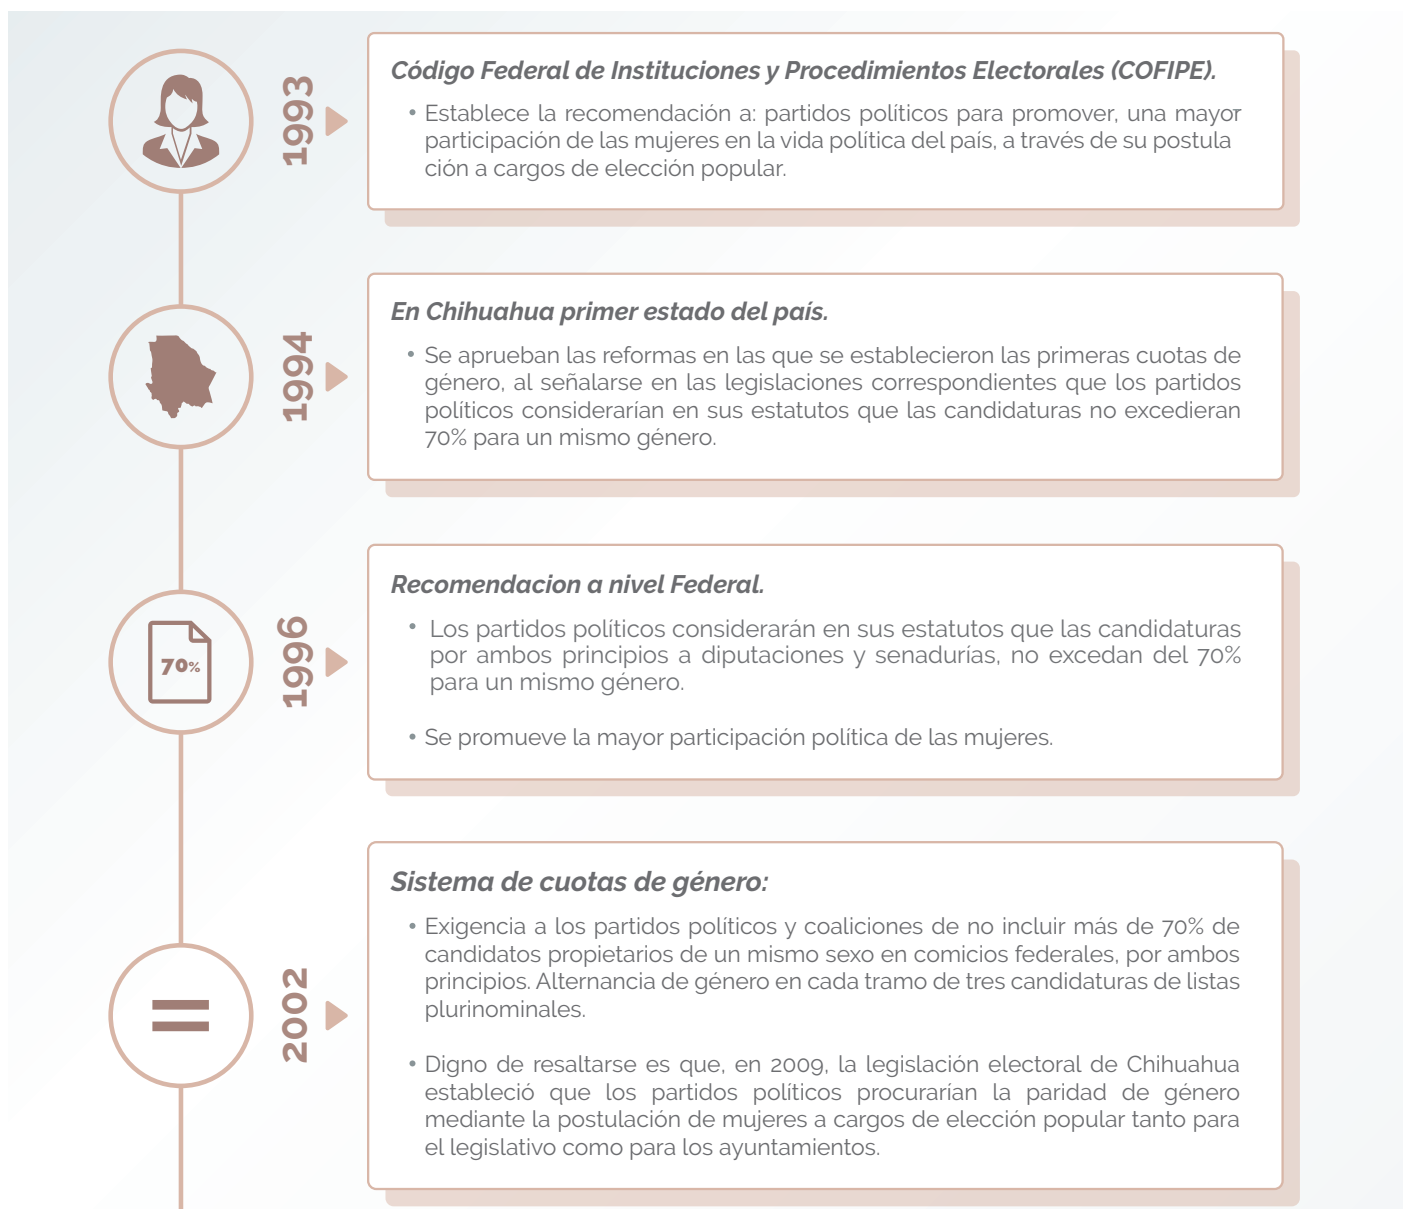 1993
Código Federal de Instituciones y Procedimientos Electorales (COFIPE).
• Establece la recomendación a: partidos políticos para promover, una mayor
participación de las mujeres en la vida política del país, a través de su postula
ción a cargos de elección popular.
1994
En Chihuahua primer estado del país.
• Se aprueban las reformas en las que se establecieron las primeras cuotas de
género, al señalarse en las legislaciones correspondientes que los partidos
políticos considerarían en sus estatutos que las candidaturas no excedieran
70% para un mismo género.
70%
1996
Recomendacion a nivel Federal.
• Los partidos políticos considerarán en sus estatutos que las candidaturas
por ambos principios a diputaciones y senadurías, no excedan del 70%
para un mismo género.
• Se promueve la mayor participación política de las mujeres.
2002
Sistema de cuotas de género:
• Exigencia a los partidos políticos y coaliciones de no incluir más de 70% de
candidatos propietarios de un mismo sexo en comicios federales, por ambos
principios. Alternancia de género en cada tramo de tres candidaturas de listas
plurinominales.
• Digno de resaltarse es que, en 2009, la legislación electoral de Chihuahua
estableció que los partidos políticos procurarían la paridad de género
mediante la postulación de mujeres a cargos de elección popular tanto para
el legislativo como para los ayuntamientos.